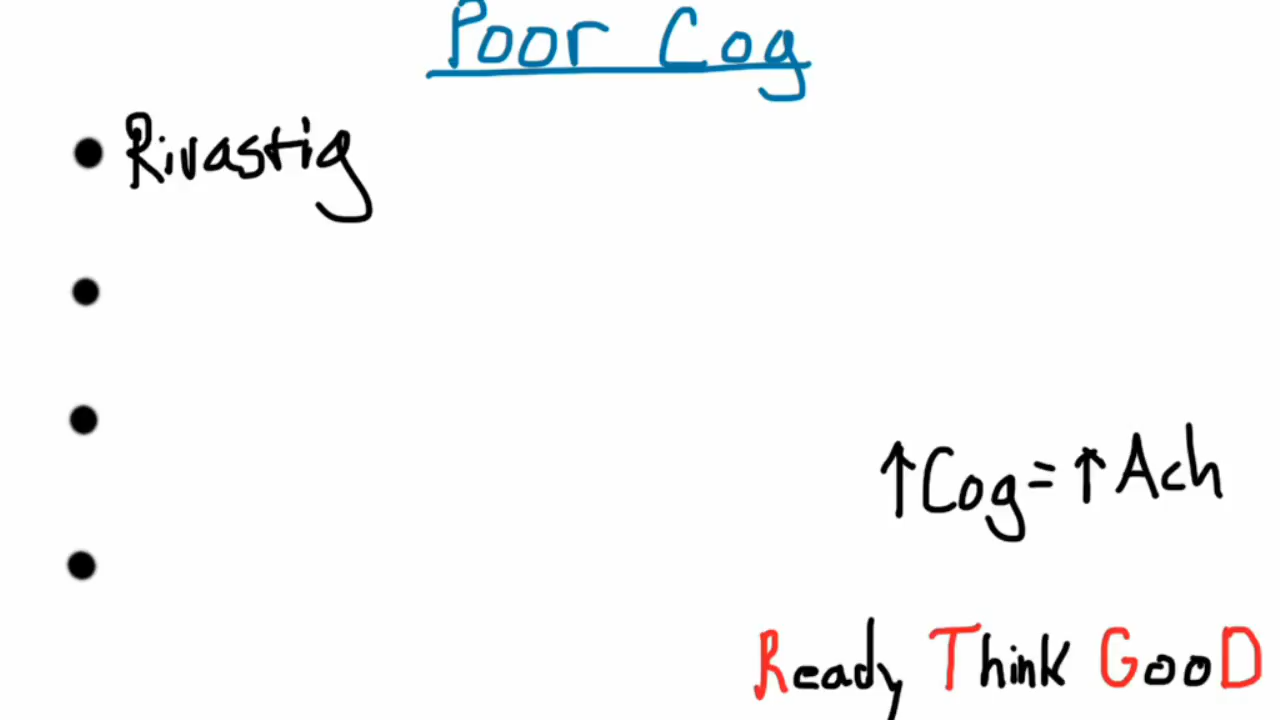 Poor Cog
• Rivastig
•
•
•
↑Cog=↑Ach
Ready Think GooD